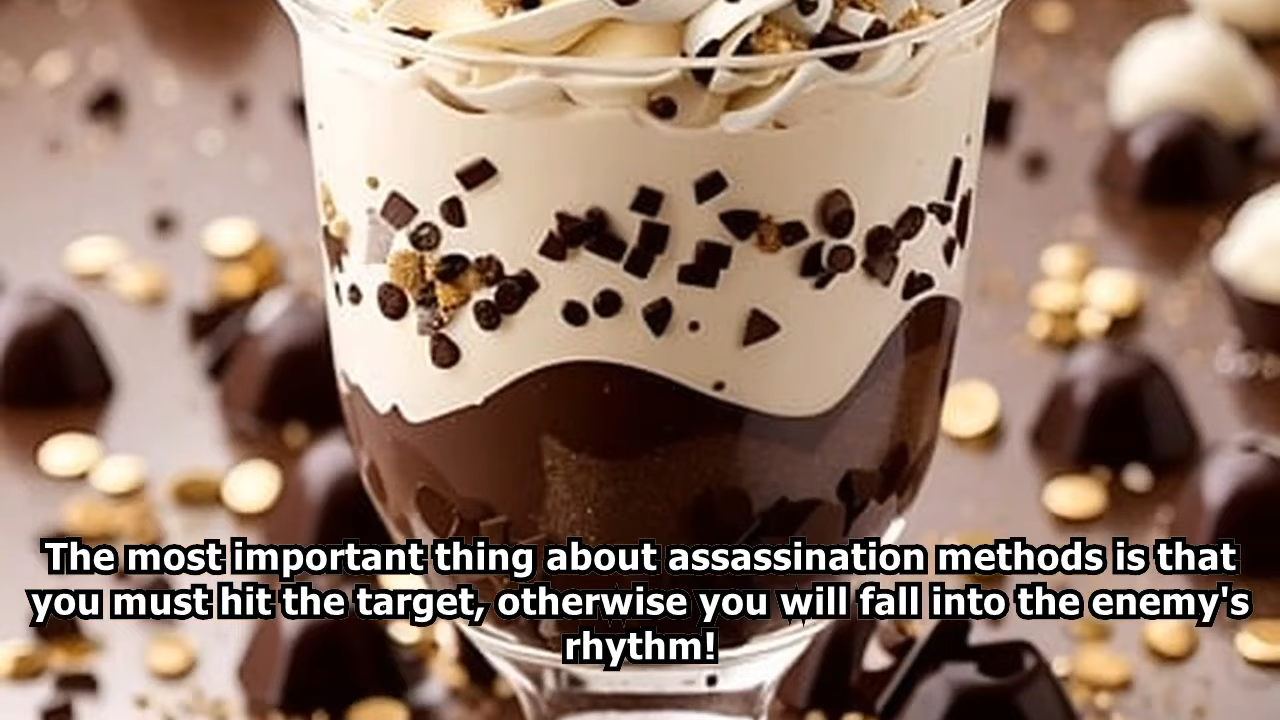 The most important thing about assassination methods is that
you must hit the target, otherwise you will fall into the enemy's
rhythm!